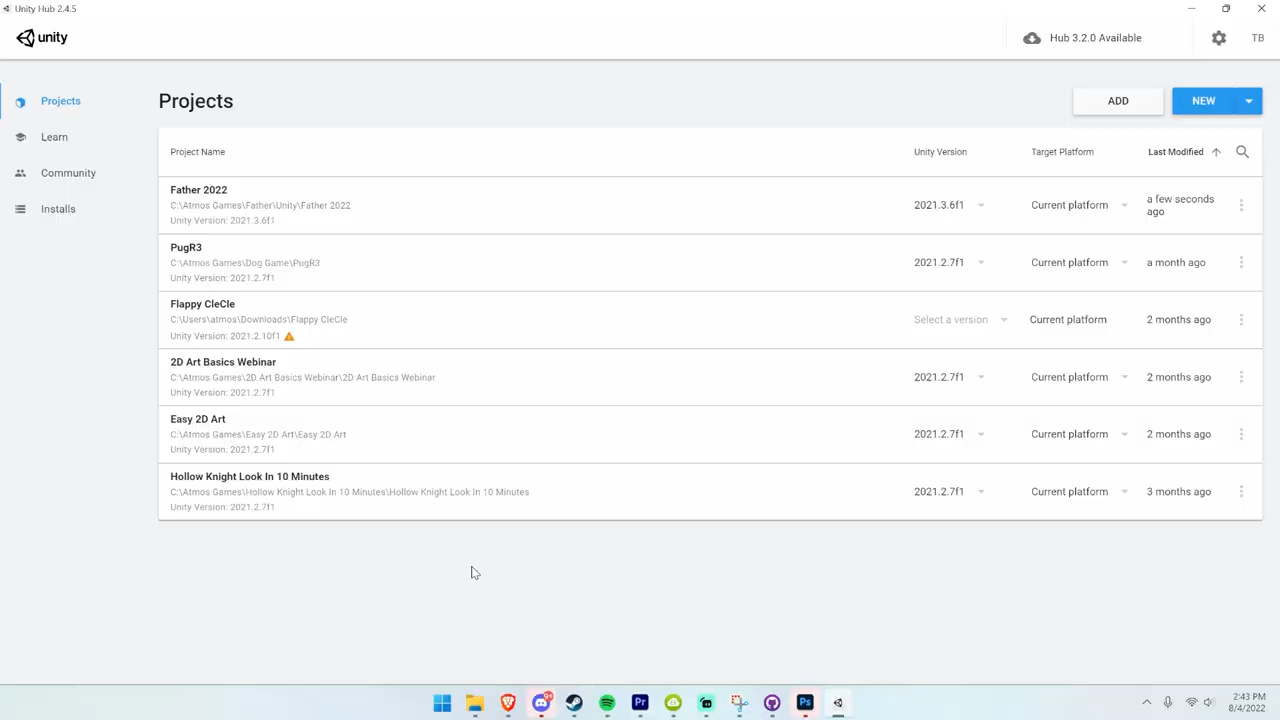 Unity Hub 2.4.5
unity
Hub 3.2.0 Available
TB
Projects
Learn
Community
Installs
Projects
ADD
NEW
Project Name
Unity Version
Target Platform
Last Modified
Father 2022
C:\Atmos Games\Father\Unity\Father 2022
Unity Version: 2021.3.6f1
2021.3.6f1
Current platform
a few seconds
ago
PugR3
C:\Atmos Games\Dog Game\PugR3
Unity Version: 2021.2.7f1
2021.2.7f1
Current platform
a month ago
Flappy CleCle
C:\Users\atmos\Downloads\Flappy CleCle
Unity Version: 2021.2.10f1
Select a version
Current platform
2 months ago
2D Art Basics Webinar
C:\Atmos Games\2D Art Basics Webinar\2D Art Basics Webinar
Unity Version: 2021.2.7f1
2021.2.7f1
Current platform
2 months ago
Easy 2D Art
C:\Atmos Games\Easy 2D Art\Easy 2D Art
Unity Version: 2021.2.7f1
2021.2.7f1
Current platform
2 months ago
Hollow Knight Look In 10 Minutes
C:\Atmos Games\Hollow Knight Look In 10 Minutes\Hollow Knight Look In 10 Minutes
Unity Version: 2021.2.7f1
2021.2.7f1
Current platform
3 months ago
9+
Pr
Ps
2:43 PM
8/4/2022